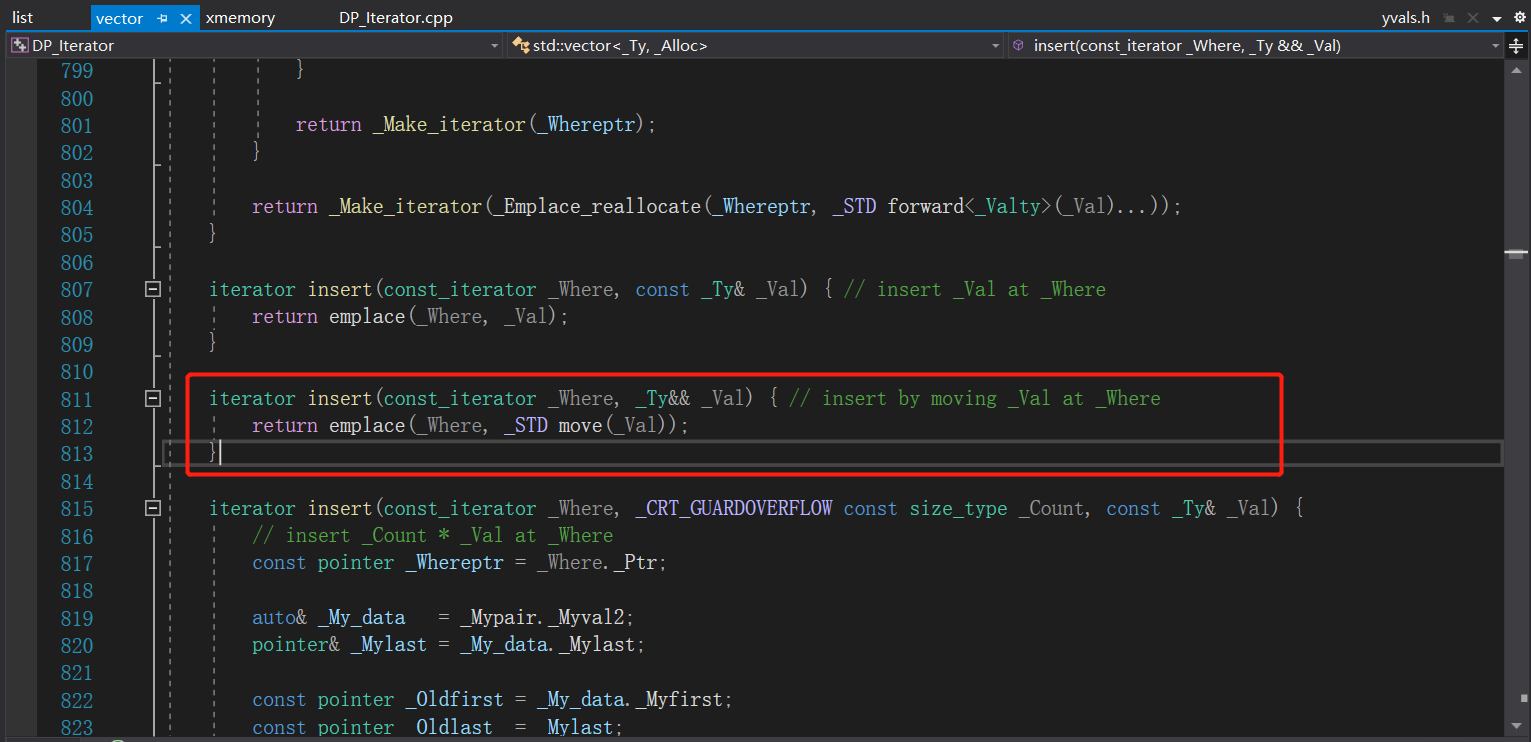 list vector xmemory DP_Iterator.cpp yvals.h
DP_Iterator std::vector<_Ty, _Alloc> insert(const_iterator _Where, _Ty && _Val)
799 }
800
801 return _Make_iterator(_Whereptr);
802 }
803
804 return _Make_iterator(_Emplace_reallocate(_Whereptr, _STD forward<_Valty>(_Val)...));
805 }
806
807 iterator insert(const_iterator _Where, const _Ty& _Val) { // insert _Val at _Where
808 return emplace(_Where, _Val);
809 }
810
811 iterator insert(const_iterator _Where, _Ty&& _Val) { // insert by moving _Val at _Where
812 return emplace(_Where, _STD move(_Val));
813 }
814
815 iterator insert(const_iterator _Where, _CRT_GUARDOVERFLOW const size_type _Count, const _Ty& _Val) {
816 // insert _Count * _Val at _Where
817 const pointer _Whereptr = _Where._Ptr;
818
819 auto& _My_data = _Mypair._Myval2;
820 pointer& _Mylast = _My_data._Mylast;
821
822 const pointer _Oldfirst = _My_data._Myfirst;
823 const pointer _Oldlast = _Mylast;